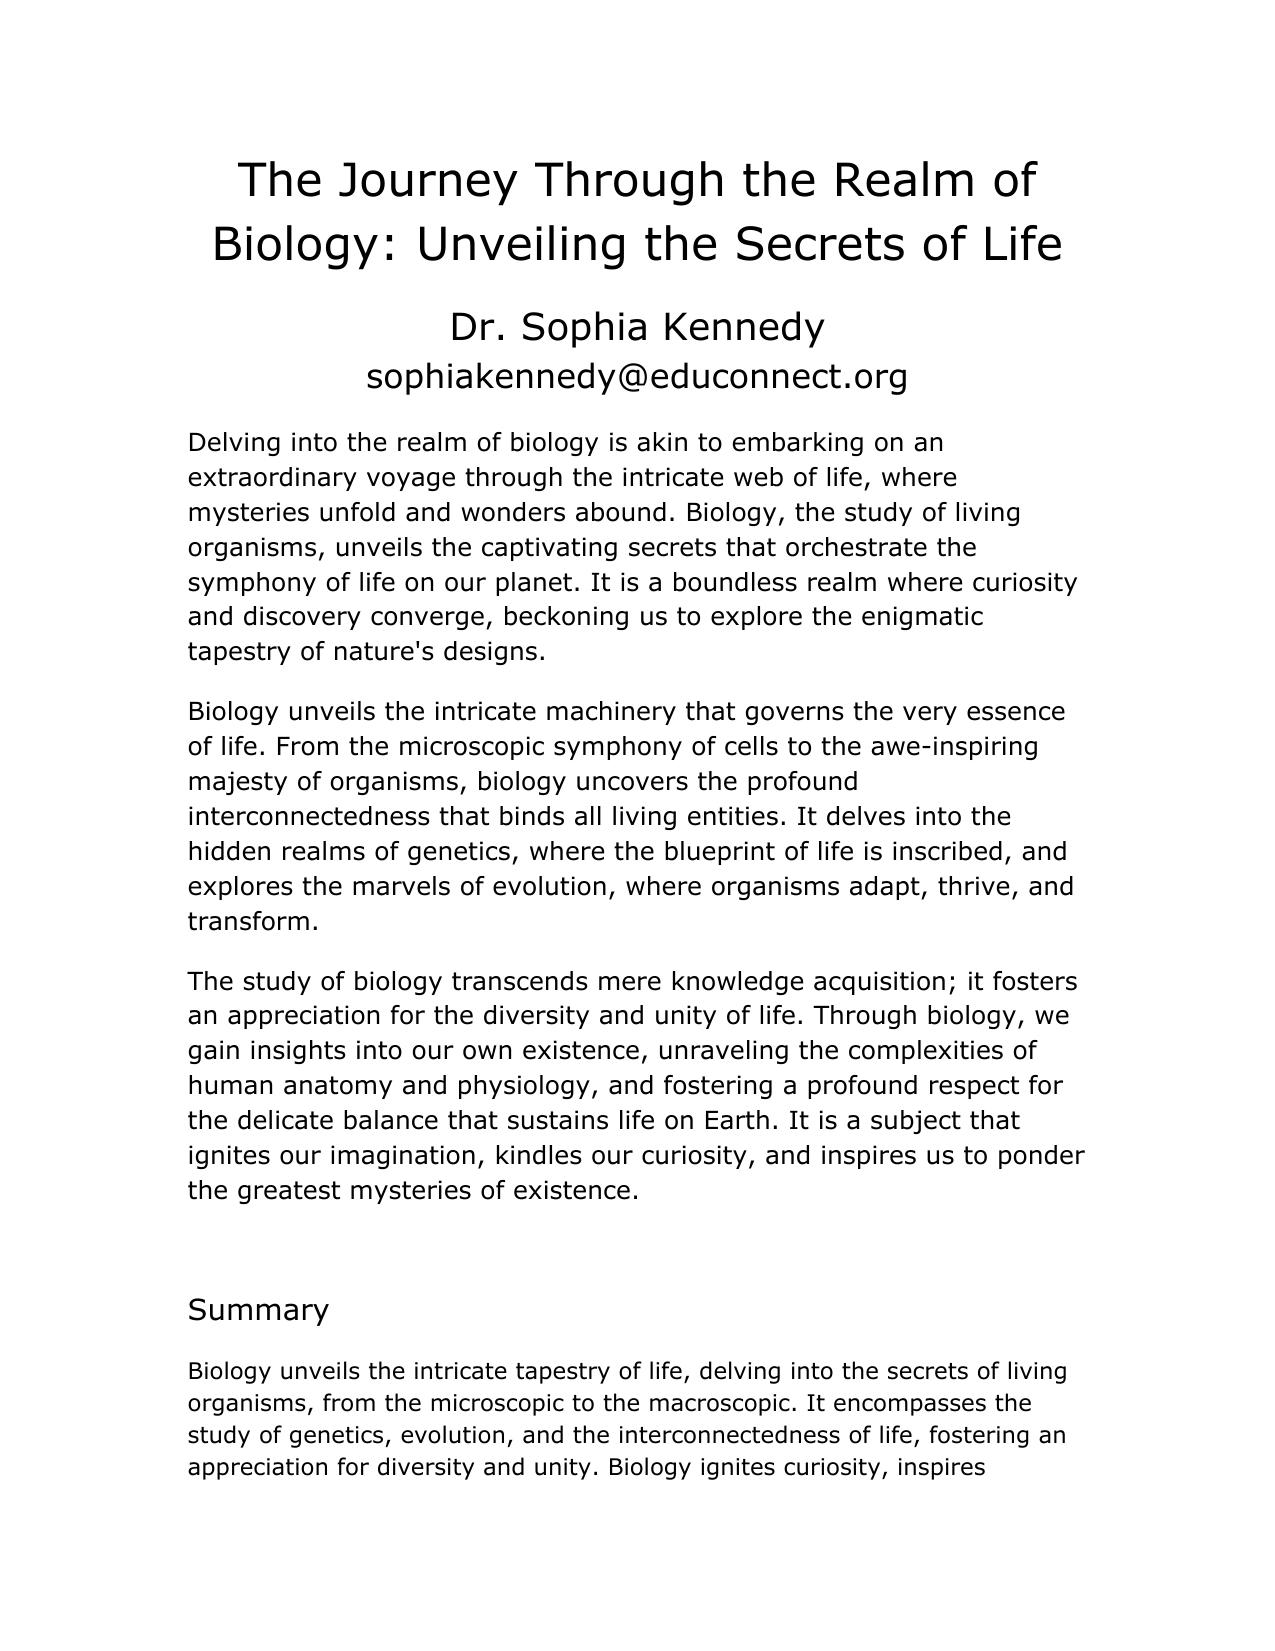 The Journey Through the Realm of
Biology: Unveiling the Secrets of Life
Dr. Sophia Kennedy
sophiakennedy@educonnect.org
Delving into the realm of biology is akin to embarking on an
extraordinary voyage through the intricate web of life, where
mysteries unfold and wonders abound. Biology, the study of living
organisms, unveils the captivating secrets that orchestrate the
symphony of life on our planet. It is a boundless realm where curiosity
and discovery converge, beckoning us to explore the enigmatic
tapestry of nature's designs.
Biology unveils the intricate machinery that governs the very essence
of life. From the microscopic symphony of cells to the awe-inspiring
majesty of organisms, biology uncovers the profound
interconnectedness that binds all living entities. It delves into the
hidden realms of genetics, where the blueprint of life is inscribed, and
explores the marvels of evolution, where organisms adapt, thrive, and
transform.
The study of biology transcends mere knowledge acquisition; it fosters
an appreciation for the diversity and unity of life. Through biology, we
gain insights into our own existence, unraveling the complexities of
human anatomy and physiology, and fostering a profound respect for
the delicate balance that sustains life on Earth. It is a subject that
ignites our imagination, kindles our curiosity, and inspires us to ponder
the greatest mysteries of existence.
Summary
Biology unveils the intricate tapestry of life, delving into the secrets of living
organisms, from the microscopic to the macroscopic. It encompasses the
study of genetics, evolution, and the interconnectedness of life, fostering an
appreciation for diversity and unity. Biology ignites curiosity, inspires